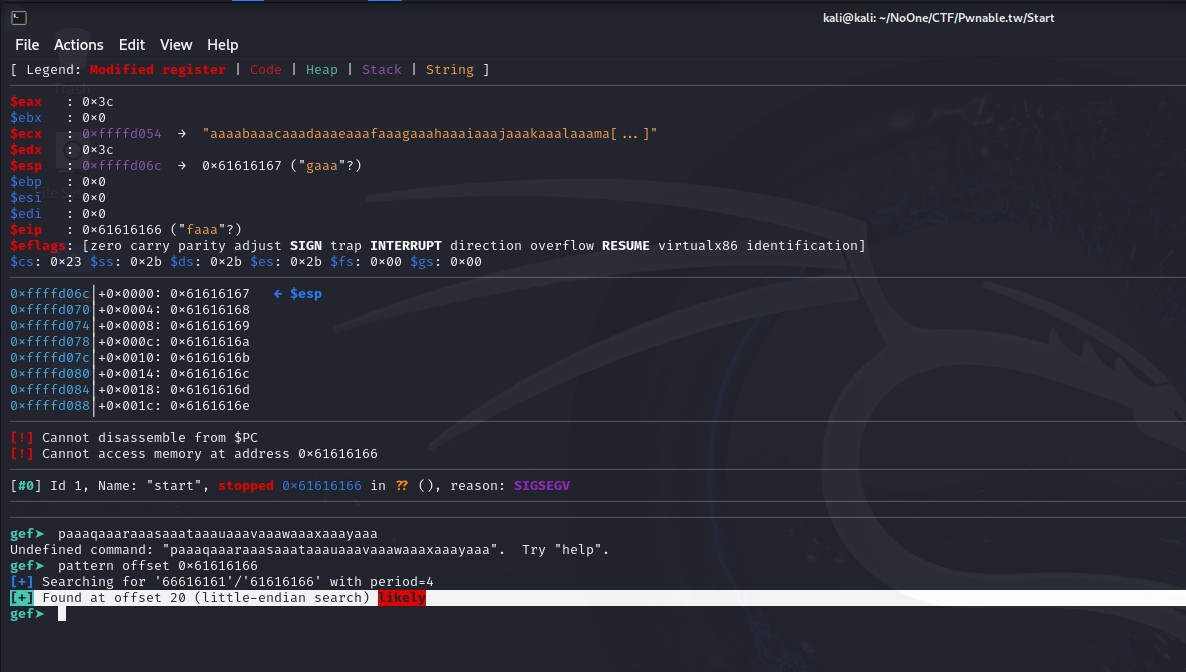 kali@kali: ~/NoOne/CTF/Pwnable.tw/Start
File Actions Edit View Help
[ Legend: Modified register | Code | Heap | Stack | String ]
Trash
$eax : 0×3c
$ebx : 0×0
$ecx : 0×ffffd054 → "aaaabaaacaaadaaaeaaafaaagaaahaaaiaaajaaakaaalaaama[...]"
$edx : 0×3c
$esp : 0×ffffd06c → 0×61616167 ("gaaa"?)
$ebp : 0×0
$esi : 0×0
$edi : 0×0
$eip : 0×61616166 ("faaa"?)
$eflags: [zero carry parity adjust SIGN trap INTERRUPT direction overflow RESUME virtualx86 identification]
$cs: 0×23 $ss: 0×2b $ds: 0×2b $es: 0×2b $fs: 0×00 $gs: 0×00
0×ffffd06c│+0×0000: 0×61616167 ← $esp
0×ffffd070│+0×0004: 0×61616168
0×ffffd074│+0×0008: 0×61616169
0×ffffd078│+0×000c: 0×6161616a
0×ffffd07c│+0×0010: 0×6161616b
0×ffffd080│+0×0014: 0×6161616c
0×ffffd084│+0×0018: 0×6161616d
0×ffffd088│+0×001c: 0×6161616e
[!] Cannot disassemble from $PC
[!] Cannot access memory at address 0×61616166
[#0] Id 1, Name: "start", stopped 0×61616166 in ?? (), reason: SIGSEGV
gef➤ paaaqaaaraaasaaataaauaaavaaawaaaxaaayaaa
Undefined command: "paaaqaaaraaasaaataaauaaavaaawaaaxaaayaaa". Try "help".
gef➤ pattern offset 0×61616166
[+] Searching for '66616161'/'61616166' with period=4
[+] Found at offset 20 (little-endian search) likely
gef➤